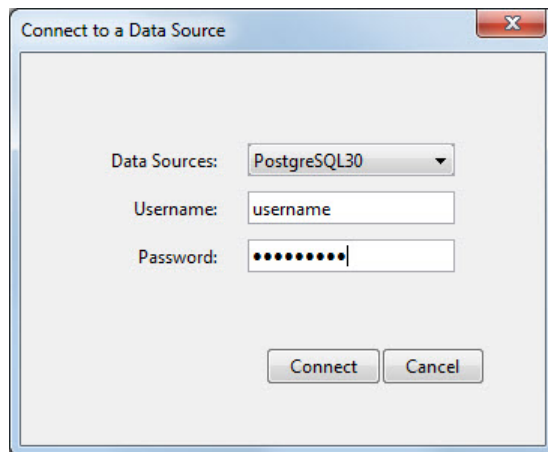 Connect to a Data Source
Data Sources: PostgreSQL30
Username: username
Password: •••••••••
Connect Cancel